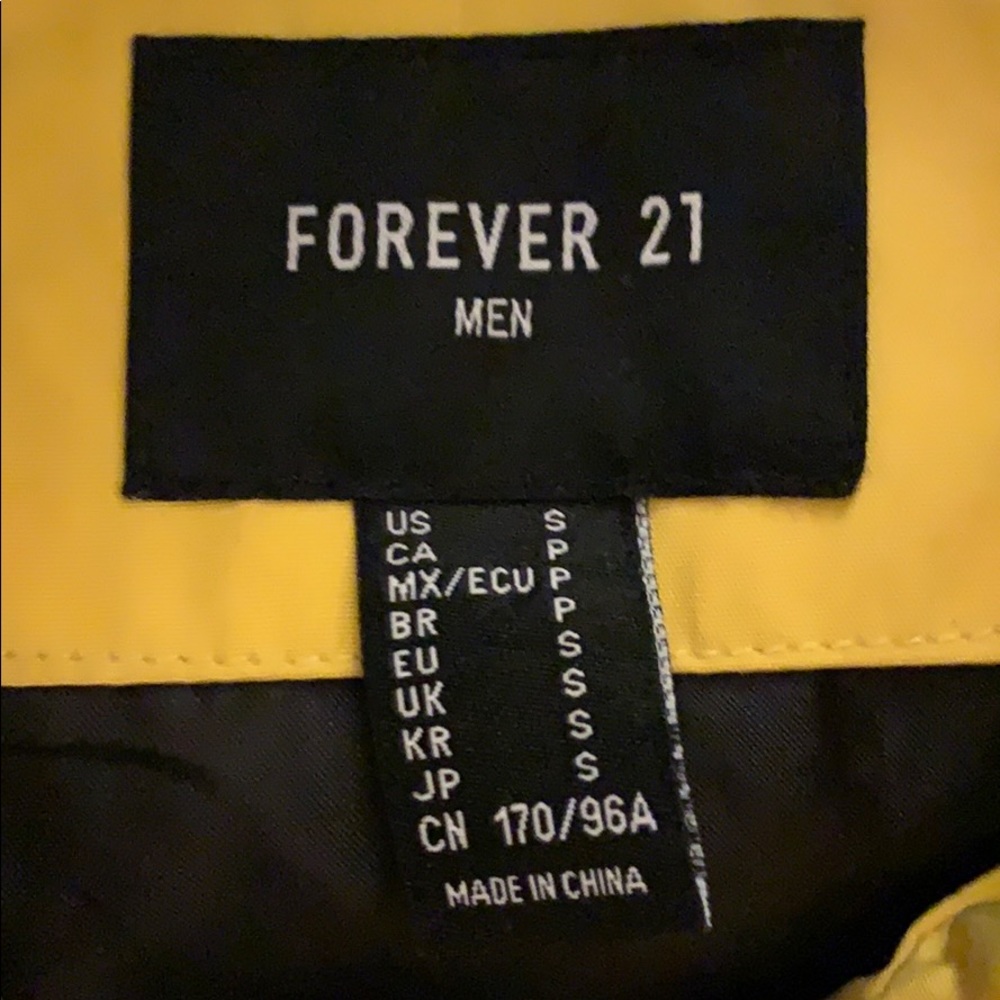 FOREVER 21
MEN
US S
CA P
MX/ECU P
BR P
EU S
UK S
KR S
JP S
CN 170/96A
MADE IN CHINA